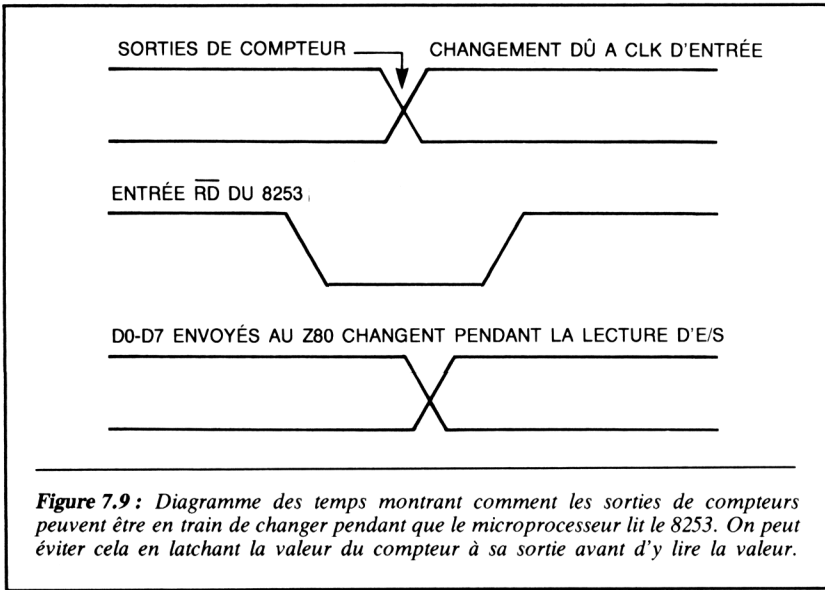 SORTIES DE COMPTEUR CHANGEMENT DÛ A CLK D'ENTRÉE
ENTRÉE R̅D̅ DU 8253
D0-D7 ENVOYÉS AU Z80 CHANGENT PENDANT LA LECTURE D'E/S
Figure 7.9 : Diagramme des temps montrant comment les sorties de compteurs
peuvent être en train de changer pendant que le microprocesseur lit le 8253. On peut
éviter cela en latchant la valeur du compteur à sa sortie avant d'y lire la valeur.